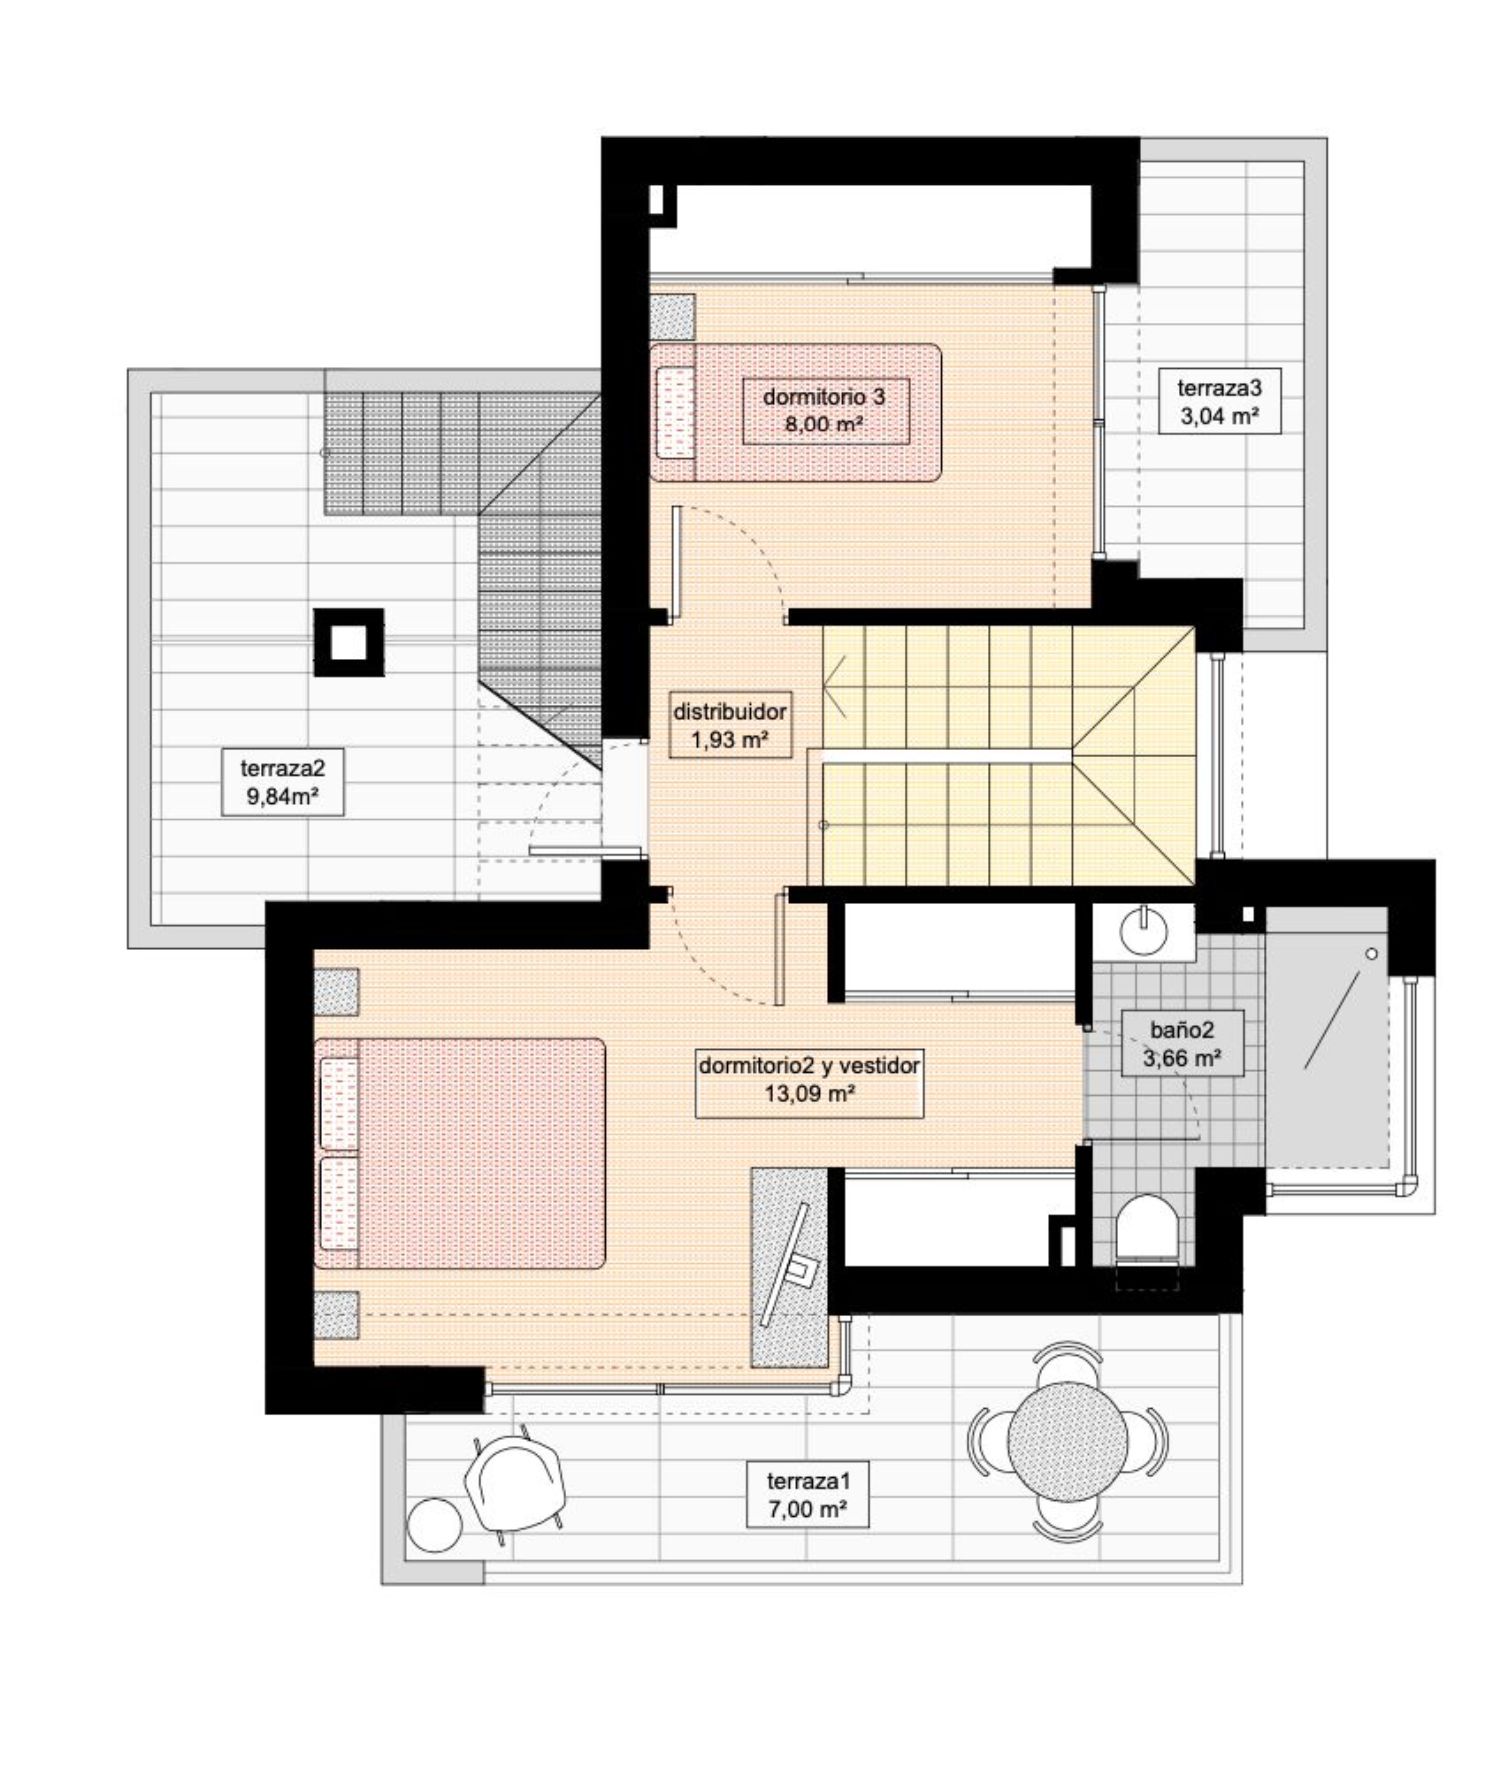 dormitorio 3
8,00 m²
terraza3
3,04 m²
distribuidor
1,93 m²
terraza2
9,84m²
baño2
3,66 m²
dormitorio2 y vestidor
13,09 m²
terraza1
7,00 m²